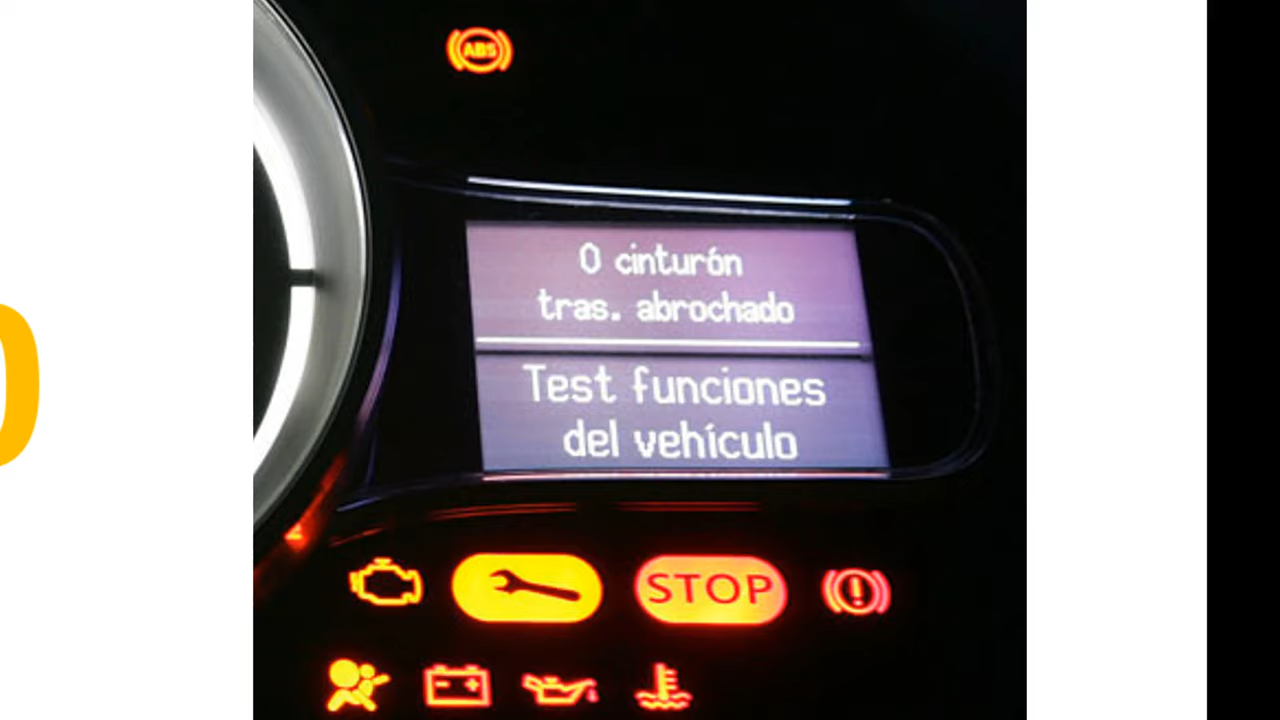 ABS
0 cinturón
tras. abrochado
Test funciones
del vehículo
STOP